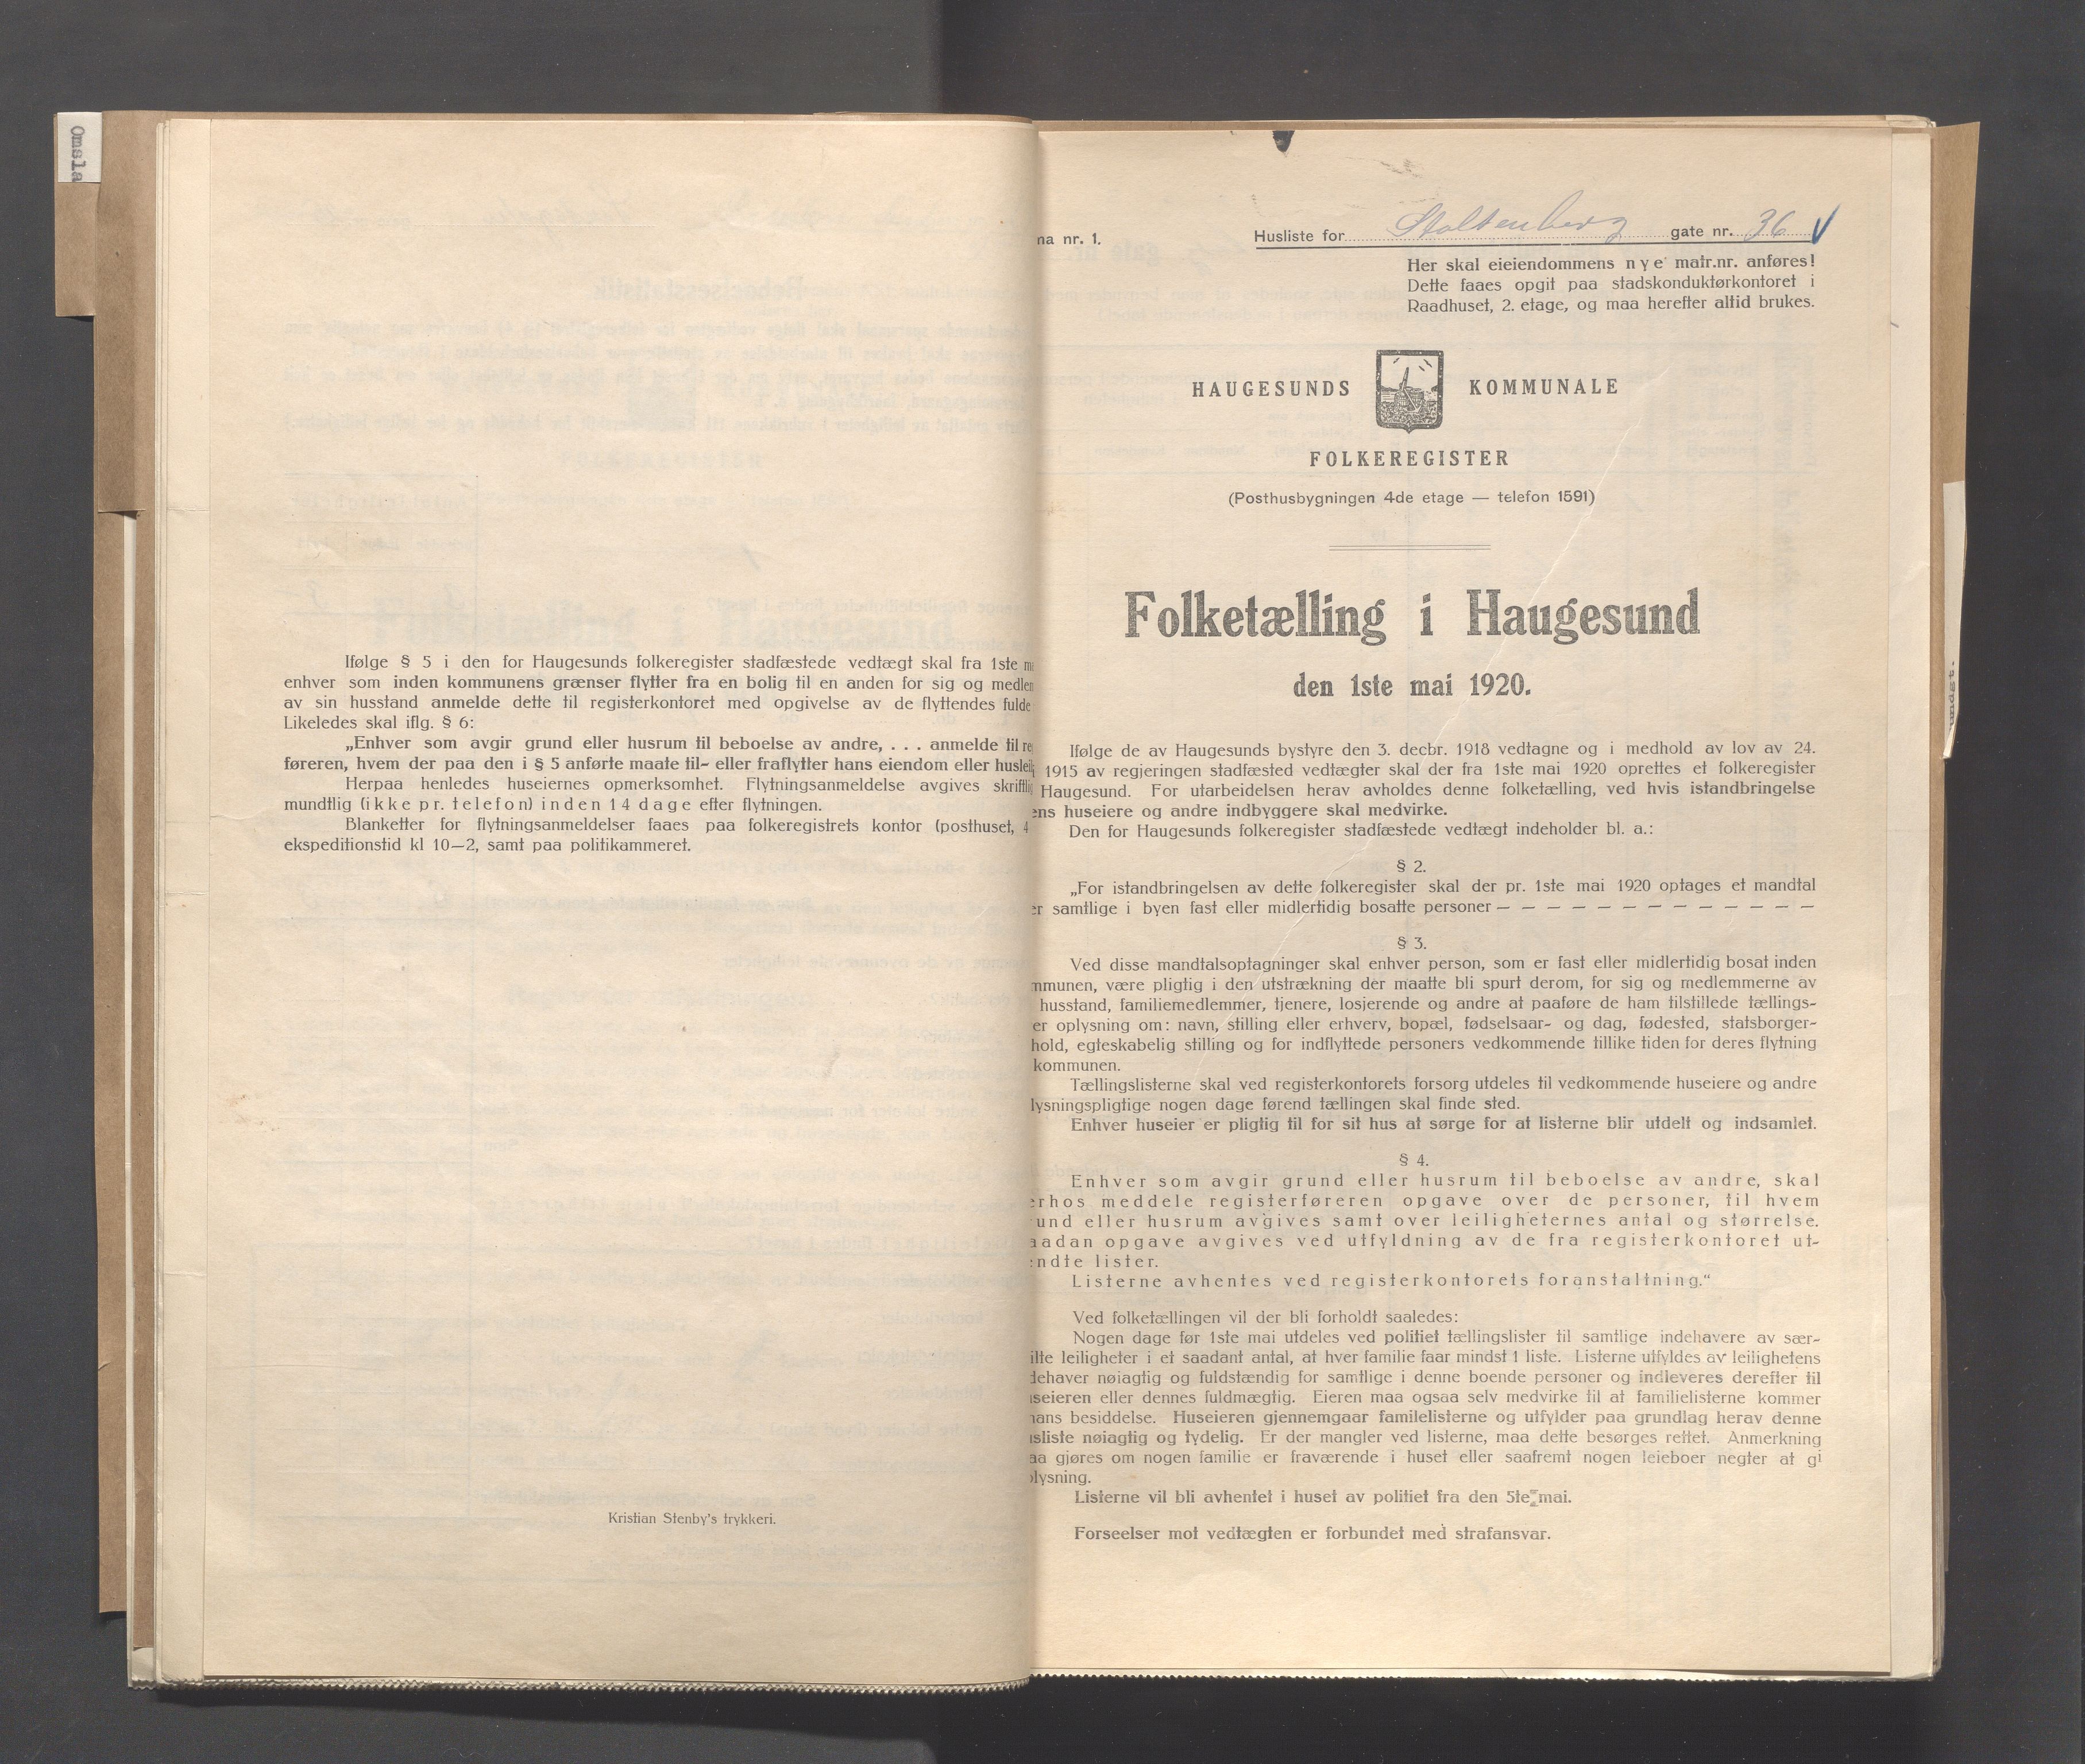 Omsla
Ifølge § 5 i den for Haugesunds folkeregister stadfæstede vedtægt skal fra 1ste
enhver som inden kommunens grænser flytter fra en bolig til en anden for sig og medlem
av sin husstand anmelde dette til registerkontoret med opgivelse av de flyttendes fulde
Likeledes skal iflg. § 6:
„Enhver som avgir grund eller husrum til beboelse av andre, . . . anmelde til re
føreren, hvem der paa den i § 5 anførte maate til- eller fraflytter hans eiendom eller huslei
Herpaa henledes huseiernes opmerksomhet. Flytningsanmeldelse avgives skriftlig
mundtlig (ikke pr. telefon) inden 14 dage efter flytningen.
Blanketter for flytningsanmeldelser faaes paa folkeregistrets kontor (posthuset, 4
ekspeditionstid kl 10—2, samt paa politikammeret.
Kristian Stenby's trykkeri.
ma nr. 1.
Husliste for Stoltenberg gate nr. 36
Her skal eieiendommens nye matr.nr. anføres!
Dette faaes opgit paa stadskonduktørkontoret i
Raadhuset, 2. etage, og maa herefter altid brukes.
HAUGESUNDS KOMMUNALE
FOLKEREGISTER
(Posthusbygningen 4de etage — telefon 1591)
Folketælling i Haugesund
den 1ste mai 1920.
Ifølge de av Haugesunds bystyre den 3. decbr. 1918 vedtagne og i medhold av lov av 24.
1915 av regjeringen stadfæsted vedtægter skal der fra 1ste mai 1920 oprettes et folkeregister
Haugesund. For utarbeidelsen herav avholdes denne folketælling, ved hvis istandbringelse
ens huseiere og andre indbyggere skal medvirke.
Den for Haugesunds folkeregister stadfæstede vedtægt indeholder bl. a.:
§ 2.
„For istandbringelsen av dette folkeregister skal der pr. 1ste mai 1920 optages et mandtal
er samtlige i byen fast eller midlertidig bosatte personer — — — — — — — — — — — — —
§ 3.
Ved disse mandtalsoptagninger skal enhver person, som er fast eller midlertidig bosat inden
mmunen, være pligtig i den utstrækning der maatte bli spurt derom, for sig og medlemmerne av
husstand, familiemedlemmer, tjenere, losjerende og andre at paaføre de ham tilstillede tællings-
er oplysning om: navn, stilling eller erhverv, bopæl, fødselsaar- og dag, fødested, statsborger-
hold, egteskabelig stilling og for indflyttede personers vedkommende tillike tiden for deres flytning
kommunen.
Tællingslisterne skal ved registerkontorets forsorg utdeles til vedkommende huseiere og andre
lysningspligtige nogen dage førend tællingen skal finde sted.
Enhver huseier er pligtig til for sit hus at sørge for at listerne blir utdelt og indsamlet.
§ 4.
Enhver som avgir grund eller husrum til beboelse av andre, skal
erhos meddele registerføreren opgave over de personer, til hvem
und eller husrum avgives samt over leilighetern​es antal og størrelse.
aadan opgave avgives ved utfyldning av de fra registerkontoret ut-
ndte lister.
Listerne avhentes ved registerkontorets foranstaltning.“
Ved folketællingen vil der bli forholdt saaledes:
Nogen dage før 1ste mai utdeles ved politiet tællingslister til samtlige indehavere av sær-
ilte leiligheter i et saadant antal, at hver familie faar mindst 1 liste. Listerne utfyldes av leilighetens
dehaver nøiagtig og fuldstændig for samtlige i denne boende personer og indleveres derefter til
useieren eller dennes fuldmægtig. Eieren maa ogsaa selv medvirke til at familielisterne kommer
hans besiddelse. Huseieren gjennemgaar familelisterne og utfylder paa grundlag herav denne
usliste nøiagtig og tydelig. Er der mangler ved listerne, maa dette besørges rettet. Anmerkning
aa gjøres om nogen familie er fraværende i huset eller saafremt nogen leieboer negter at gi
lysning.
Listerne vil bli avhentet i huset av politiet fra den 5te mai.
Forseelser mot vedtægten er forbundet med strafansvar.
undst.